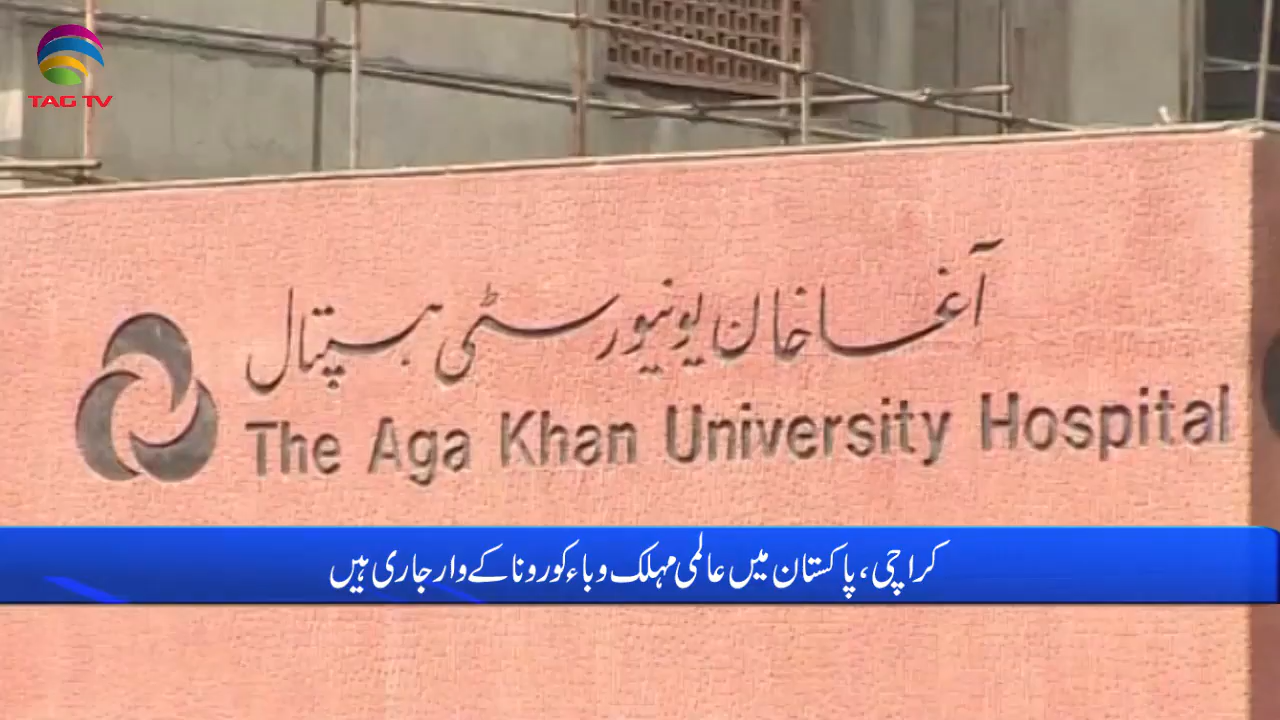 TAG TV
آغا خان یونیورسٹی ہسپتال
The Aga Khan University Hospital
کراچی، پاکستان میں عالمی مہلک وباء کورونا کے وار جاری ہیں